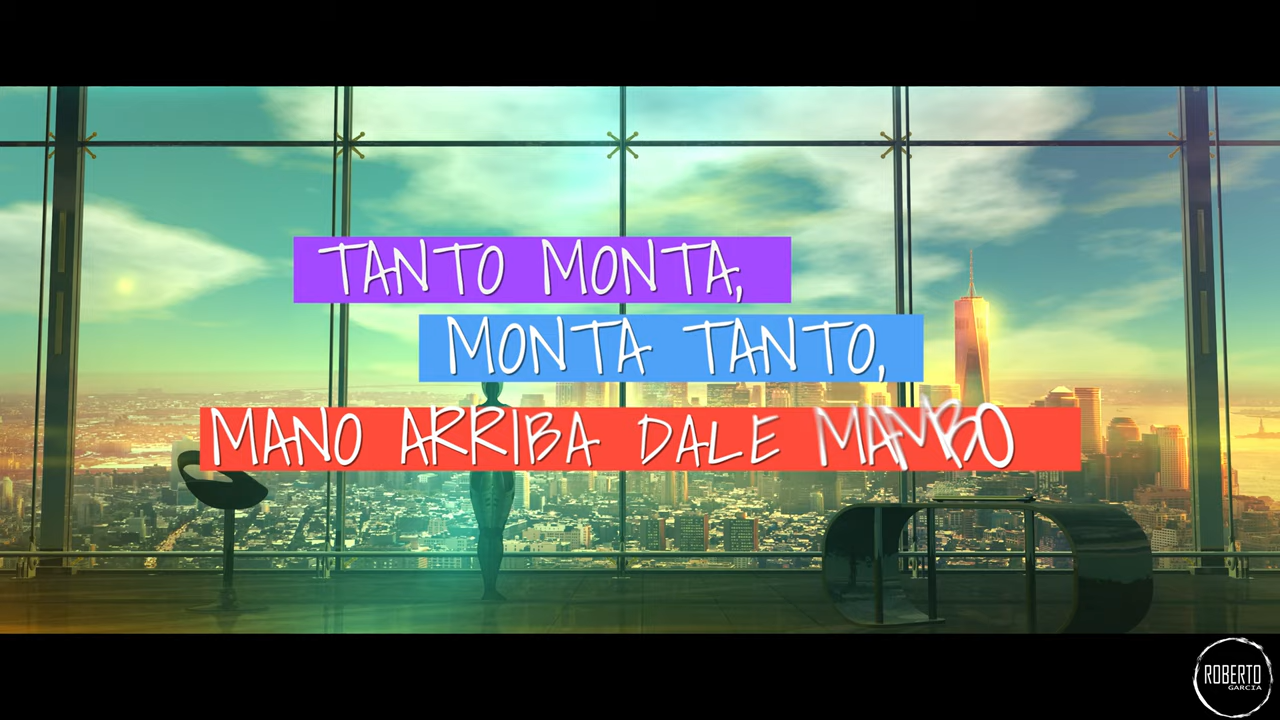 TANTO MONTA,
MONTA TANTO,
MANO ARRIBA DALE MAMBO
ROBERTO
GARCIA